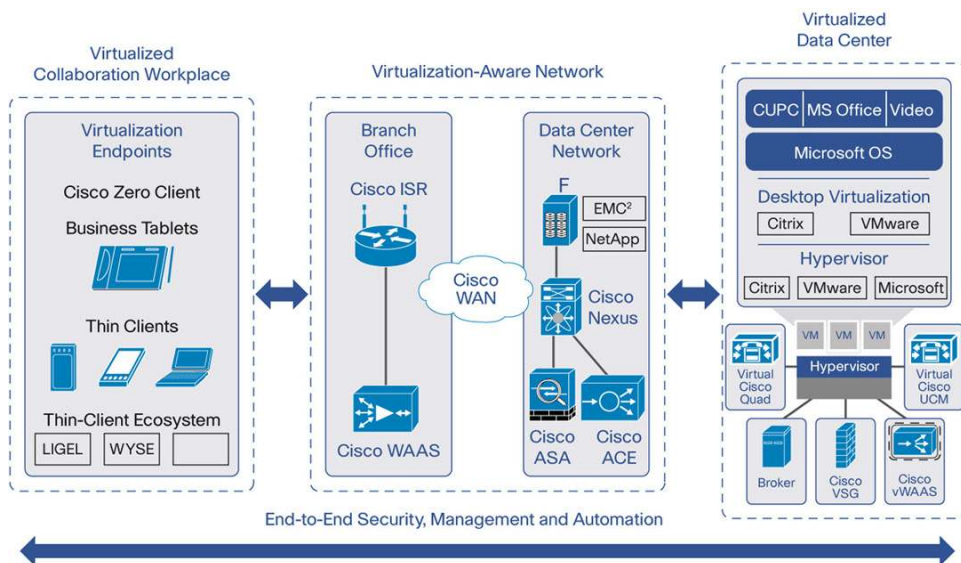 Virtualized
Collaboration Workplace
Virtualization
Endpoints
Cisco Zero Client
Business Tablets
Thin Clients
Thin-Client Ecosystem
LIGEL
WYSE
Virtualization-Aware Network
Branch
Office
Cisco ISR
Cisco WAAS
Cisco
WAN
Data Center
Network
F
EMC²
NetApp
Cisco
Nexus
Cisco
ASA
Cisco
ACE
Virtualized
Data Center
CUPC MS Office Video
Microsoft OS
Desktop Virtualization
Citrix
VMware
Hypervisor
Citrix
VMware
Microsoft
VM
VM
VM
Hypervisor
Virtual
Cisco
Quad
Virtual
Cisco
UCM
Broker
Cisco
VSG
Cisco
vWAAS
End-to-End Security, Management and Automation